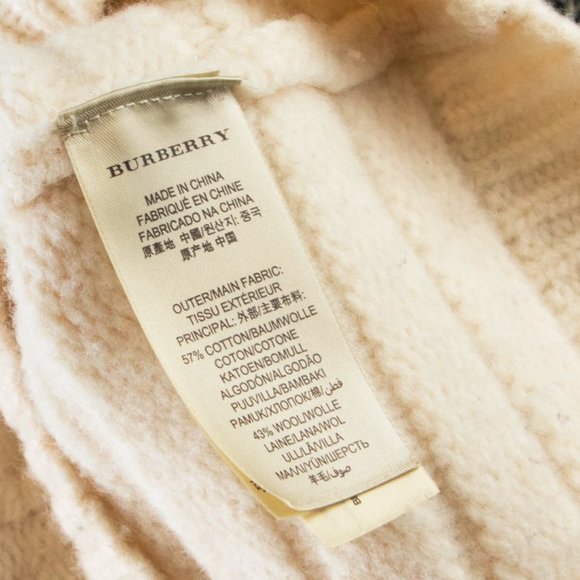 BURBERRY
MADE IN CHINA
FABRIQUÉ EN CHINE
FABRICADO NA CHINA
原產地 中國/원산지: 중국
原产地 中国
OUTER/MAIN FABRIC:
TISSU EXTÉRIEUR
PRINCIPAL: 外部/主要布料:
57% COTTON/BAUMWOLLE
COTON/COTONE
KATOEN/BOMULL
ALGODÓN/ALGODÃO
PUUVILLA/BAMBAKI
PAMUK/ХЛОПОК/棉/قطن
43% WOOL/WOLLE
LAINE/LANA/WOL
ULL/LÃ/VILLA
ΜΑΛΛΙ/YÜN/ШЕРСТЬ
羊毛/صوف